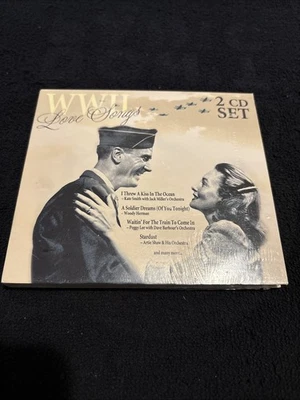 WWII
Love Songs
2 CD
SET
I Threw A Kiss In The Ocean
- Kate Smith with Jack Miller's Orchestra
A Soldier Dreams (Of You Tonight)
- Woody Herman
Waitin' For The Train To Come In
- Peggy Lee with Dave Barbour's Orchestra
Stardust
- Artie Shaw & His Orchestra
And many more...